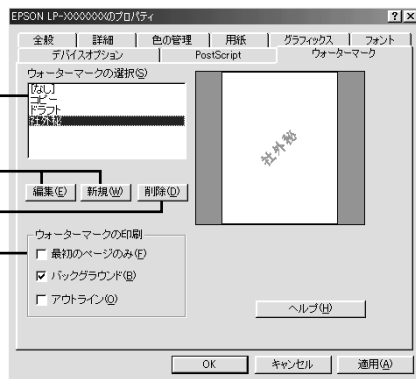 EPSON LP-XXXXXXXのプロパティ
全般 詳細 色の管理 用紙 グラフィックス フォント
デバイスオプション PostScript ウォーターマーク
ウォーターマークの選択(S)
[なし]
コピー
ドラフト
社外秘
社外秘
編集(E) 新規(W) 削除(D)
ウォーターマークの印刷
最初のページのみ(F)
バックグラウンド(B)
アウトライン(O)
ヘルプ(H)
OK キャンセル 適用(A)